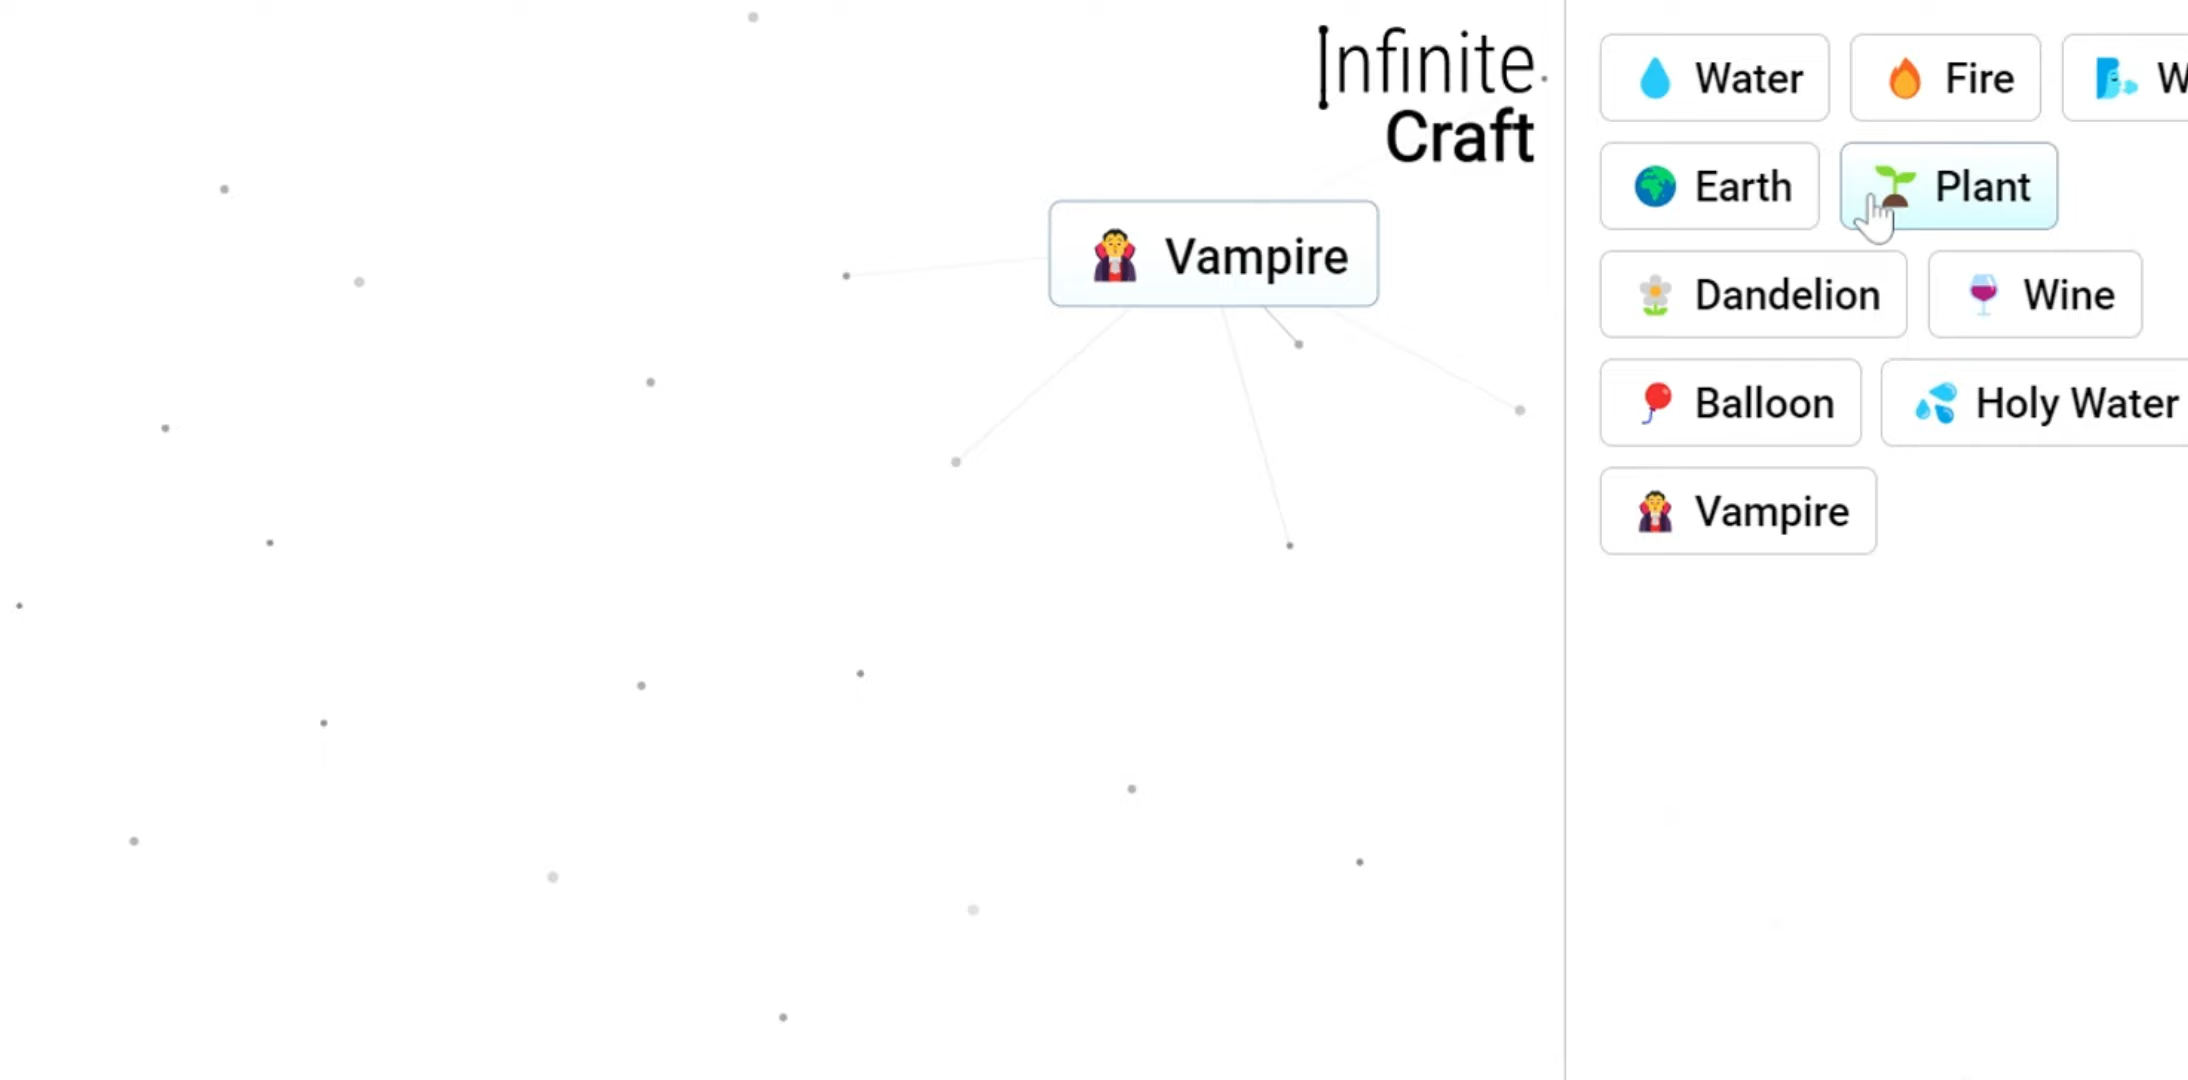 Infinite
Craft
Vampire
Water Fire W
Earth Plant
Dandelion Wine
Balloon Holy Water
Vampire